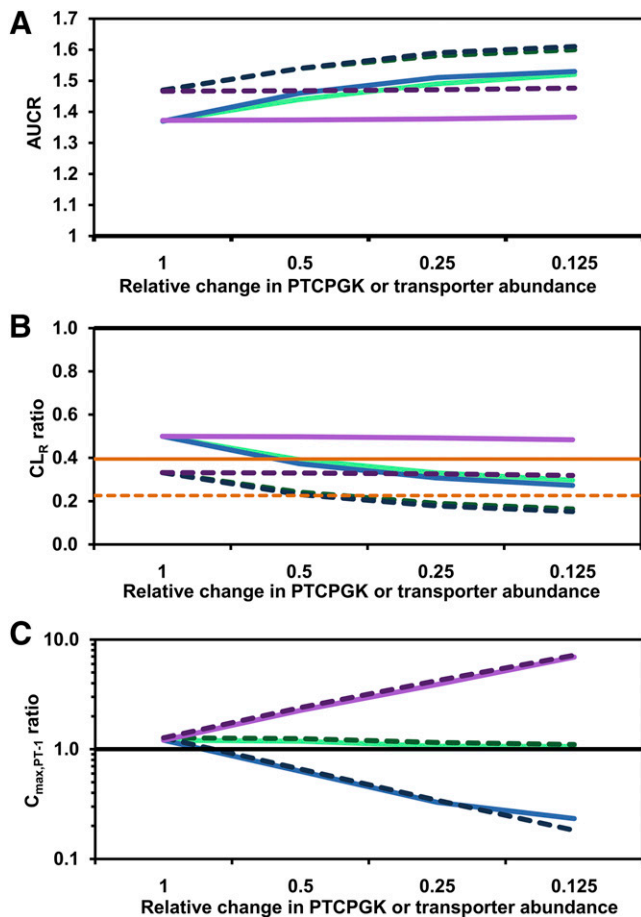 A
1.7
1.6
1.5
1.4
1.3
1.2
1.1
1
AUCR
1 0.5 0.25 0.125
Relative change in PTCPGK or transporter abundance
B
1.0
0.8
0.6
0.4
0.2
0.0
CLR ratio
1 0.5 0.25 0.125
Relative change in PTCPGK or transporter abundance
C
10.0
1.0
0.1
Cmax,PT-1 ratio
1 0.5 0.25 0.125
Relative change in PTCPGK or transporter abundance